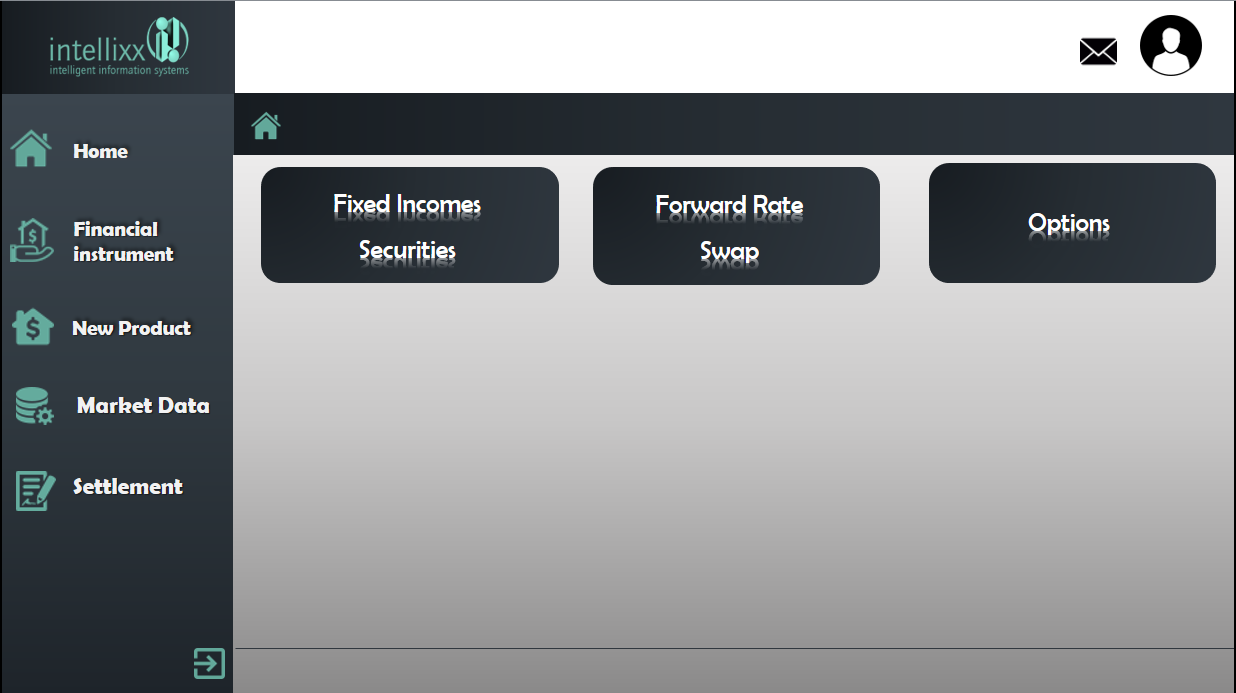 intellixx
intelligent information systems
Home
Financial
instrument
New Product
Market Data
Settlement
Fixed Incomes
Securities
Forward Rate
Swap
Options